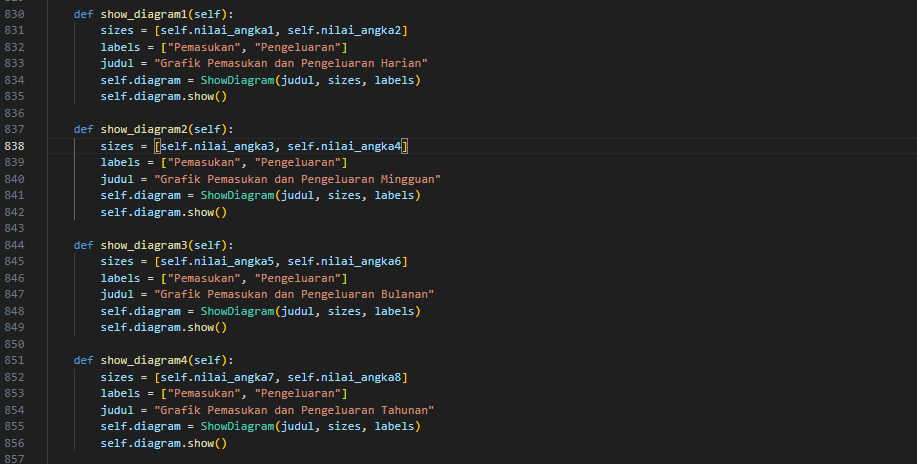 830 def show_diagram1(self):
831 sizes = [self.nilai_angka1, self.nilai_angka2]
832 labels = ["Pemasukan", "Pengeluaran"]
833 judul = "Grafik Pemasukan dan Pengeluaran Harian"
834 self.diagram = ShowDiagram(judul, sizes, labels)
835 self.diagram.show()
836
837 def show_diagram2(self):
838 sizes = [self.nilai_angka3, self.nilai_angka4]
839 labels = ["Pemasukan", "Pengeluaran"]
840 judul = "Grafik Pemasukan dan Pengeluaran Mingguan"
841 self.diagram = ShowDiagram(judul, sizes, labels)
842 self.diagram.show()
843
844 def show_diagram3(self):
845 sizes = [self.nilai_angka5, self.nilai_angka6]
846 labels = ["Pemasukan", "Pengeluaran"]
847 judul = "Grafik Pemasukan dan Pengeluaran Bulanan"
848 self.diagram = ShowDiagram(judul, sizes, labels)
849 self.diagram.show()
850
851 def show_diagram4(self):
852 sizes = [self.nilai_angka7, self.nilai_angka8]
853 labels = ["Pemasukan", "Pengeluaran"]
854 judul = "Grafik Pemasukan dan Pengeluaran Tahunan"
855 self.diagram = ShowDiagram(judul, sizes, labels)
856 self.diagram.show()
857